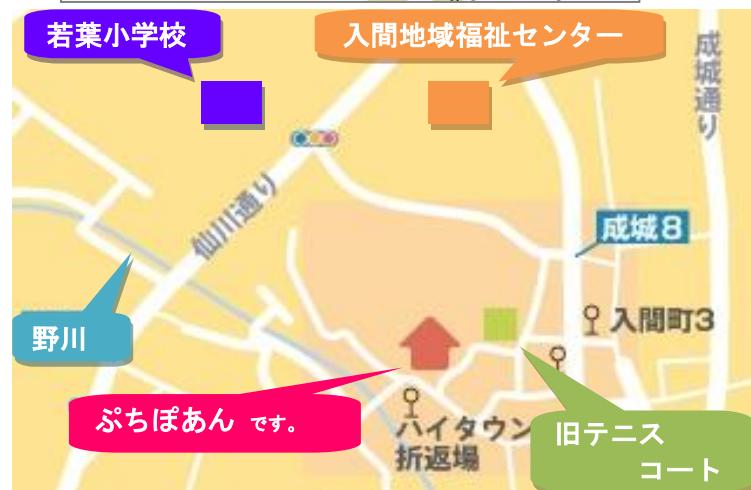 若葉小学校
入間地域福祉センター
成城通り
仙川通り
成城8
野川
入間町3
ぷちぽあん です。
ハイタウン
折返場
旧テニス
コート